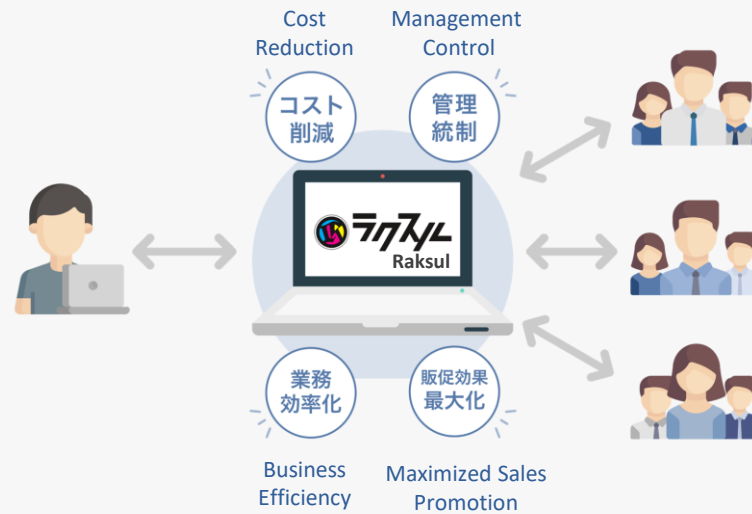 Cost
Reduction
Management
Control
コスト
削減
管理
統制
ラクスル
Raksul
業務
効率化
販促効果
最大化
Business
Efficiency
Maximized Sales
Promotion